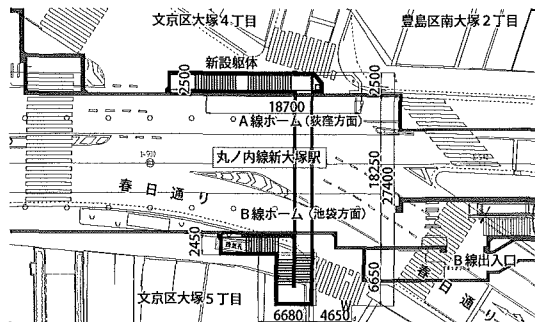 文京区大塚4丁目
豊島区南大塚2丁目
新設躯体
2500
2500
18700
A線ホーム(荻窪方面)
丸ノ内線新大塚駅
18250
27400
春日通り
B線ホーム(池袋方面)
2450
B線出入口
6650
春日通り
文京区大塚5丁目
6680
4650
W